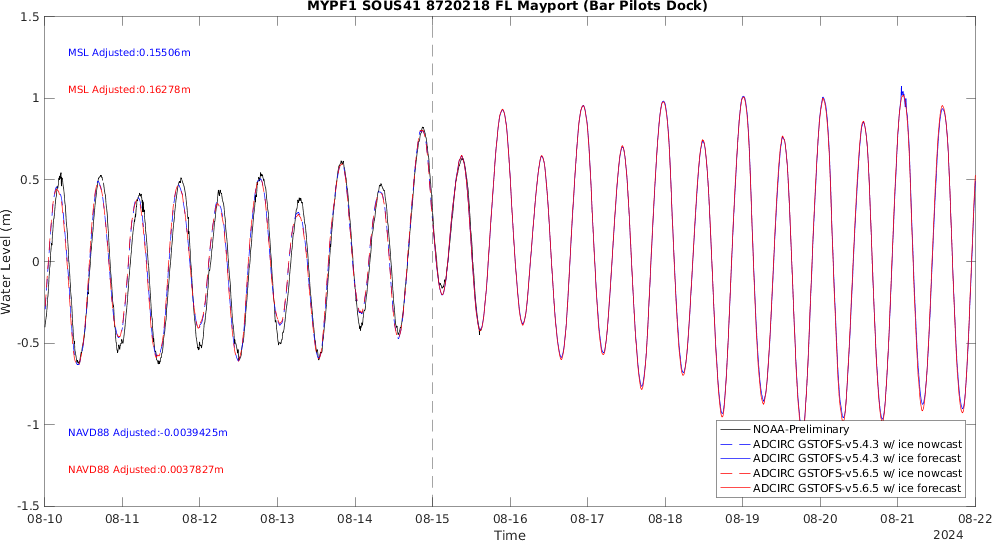 MYPF1 SOUS41 8720218 FL Mayport (Bar Pilots Dock)
1.5
MSL Adjusted:0.15506m
MSL Adjusted:0.16278m
1
0.5
0
-0.5
-1
-1.5
Water Level (m)
NAVD88 Adjusted:-0.0039425m
NAVD88 Adjusted:0.0037827m
NOAA-Preliminary
ADCIRC GSTOFS-v5.4.3 w/ ice nowcast
ADCIRC GSTOFS-v5.4.3 w/ ice forecast
ADCIRC GSTOFS-v5.6.5 w/ ice nowcast
ADCIRC GSTOFS-v5.6.5 w/ ice forecast
08-10 08-11 08-12 08-13 08-14 08-15 08-16 08-17 08-18 08-19 08-20 08-21 08-22
Time
2024